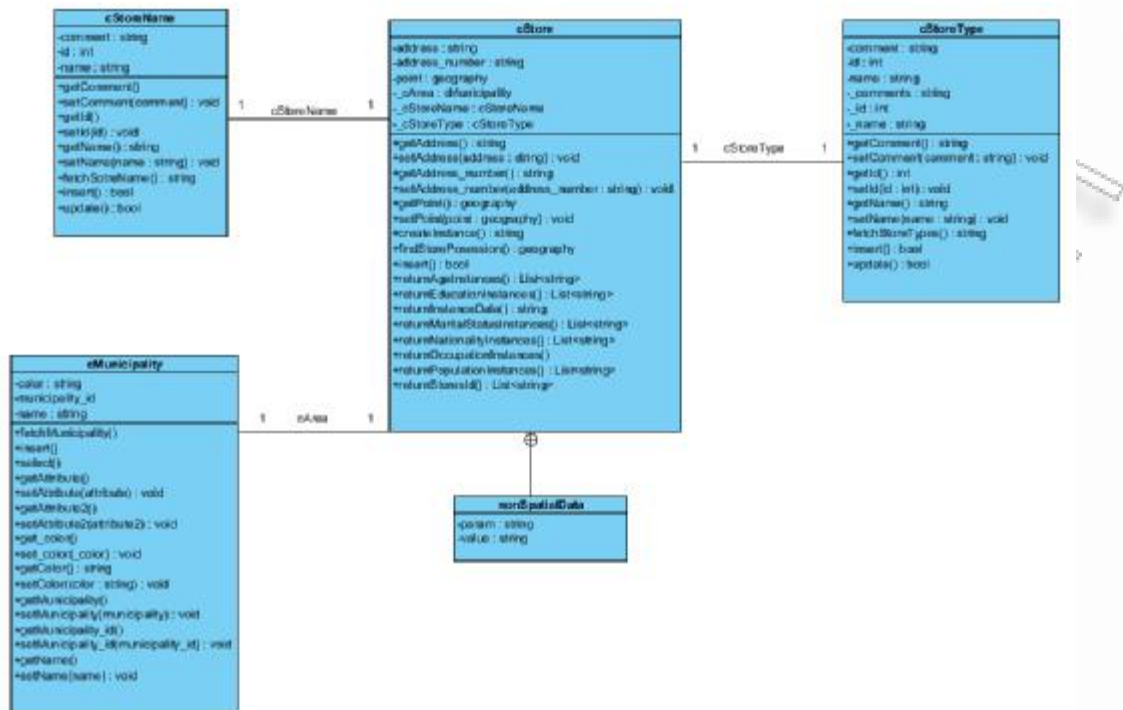 cStoreName
-comment : string
-id : int
-name : string
+getComment()
+setComment(comment) : void
+getId()
+setId(id) : void
+getName() : string
+setName(name : string) : void
+fetchSotreName() : string
+insert() : bool
+update() : bool
1 cStoreName 1
cStore
-address : string
-address_number : string
-point : geography
-_cArea : dMunicipality
-_cStoreName : cStoreName
-_cStoreType : cStoreType
+getAddress() : string
+setAddress(address : string) : void
+getAddress_number() : string
+setAddress_number(address_number : string) : void
+getPoint() : geography
+setPoint(point : geography) : void
+createInstance() : string
+findStorePosession() : geography
+insert() : bool
+returnAgeInstances() : List<string>
+returnEducationInstances() : List<string>
+returnInstanceData() : string
+returnMaritalStatusInstances() : List<string>
+returnNationalityInstances() : List<string>
+returnOccupationInstances()
+returnPopulationInstances() : List<string>
+returnStoresId() : List<string>
1 cStoreType 1
cStoreType
-comment : string
-id : int
-name : string
-_comments : string
-_id : int
-_name : string
+getComment() : string
+setComment(comment : string) : void
+getId() : int
+setId(id : int) : void
+getName() : string
+setName(name : string) : void
+fetchStoreTypes() : string
+insert() : bool
+update() : bool
cMunicipality
-color : string
-municipality_id
-name : string
+fetchMunicipality()
+insert()
+select()
+getAttribute()
+setAttribute(attribute) : void
+getAttribute2()
+setAttribute2(attribute2) : void
+get_color()
+set_color(_color) : void
+getColor() : string
+setColor(color : string) : void
+getMunicipality()
+setMunicipality(municipality) : void
+getMunicipality_id()
+setMunicipality_id(municipality_id) : void
+getName()
+setName(name) : void
1 1
nonSpatialData
-param : string
-value : string